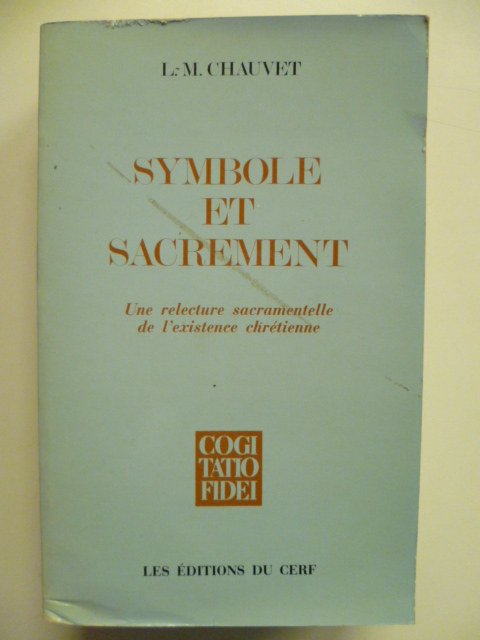 L.-M. CHAUVET
SYMBOLE
ET
SACREMENT
Une relecture sacramentelle
de l'existence chrétienne
COGI
TATIO
FIDEI
LES ÉDITIONS DU CERF